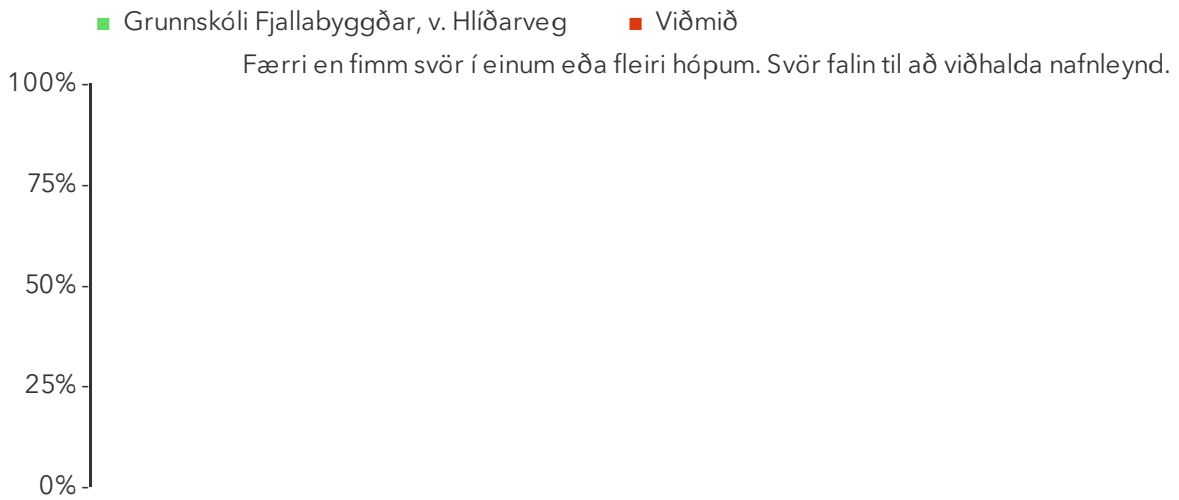 Grunnskóli Fjallabyggðar, v. Hlíðarveg   Viðmið
Færri en fimm svör í einum eða fleiri hópum. Svör falin til að viðhalda nafnleynd.
100%
75%
50%
25%
0%